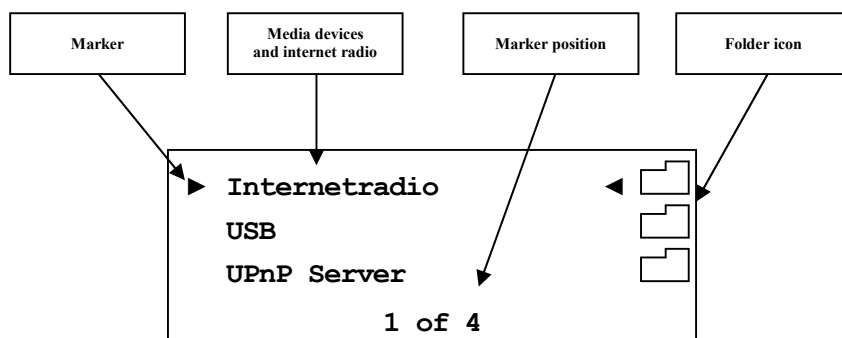 Marker
Media devices
and internet radio
Marker position
Folder icon
Internetradio
USB
UPnP Server
1 of 4